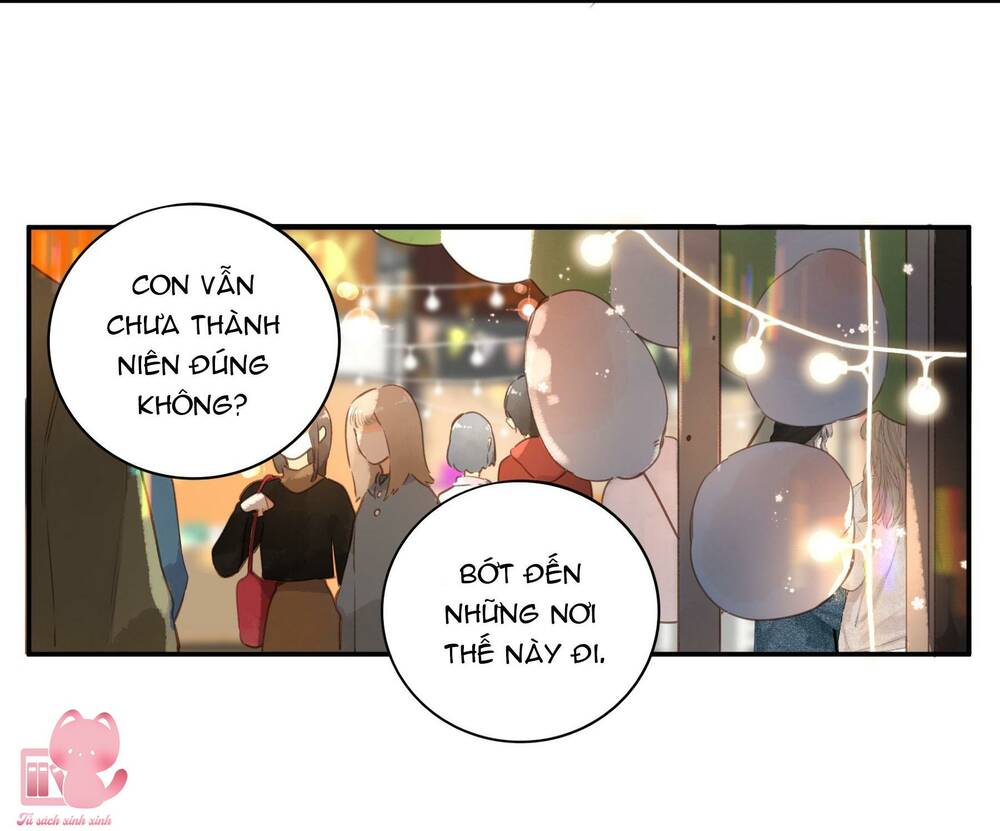 CON VẪN
CHƯA THÀNH
NIÊN ĐÚNG
KHÔNG?
BỚT ĐẾN
NHỮNG NƠI
THẾ NÀY ĐI.
Tủ sách xinh xinh